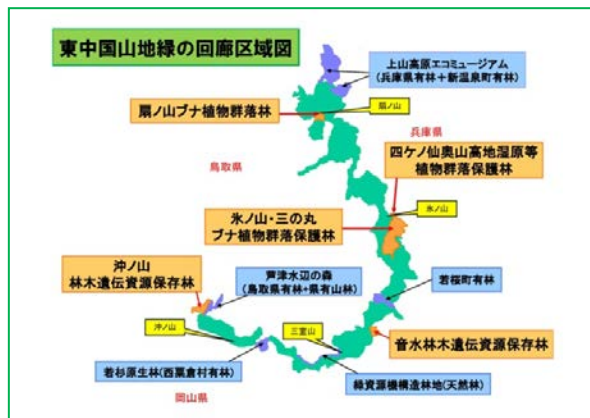 東中国山地緑の回廊区域図
上山高原エコミュージアム
(兵庫県有林+新温泉町有林)
扇ノ山ブナ植物群落林
扇ノ山
兵庫県
鳥取県
四ケノ仙奥山高地湿原等
植物群落保護林
氷ノ山
氷ノ山・三の丸
ブナ植物群落保護林
沖ノ山
林木遺伝資源保存林
芦津水辺の森
(鳥取県有林+県有山林)
若桜町有林
沖ノ山
三室山
音水林木遺伝資源保存林
若杉原生林(西粟倉村有林)
緑資源機構造林地(天然林)
岡山県